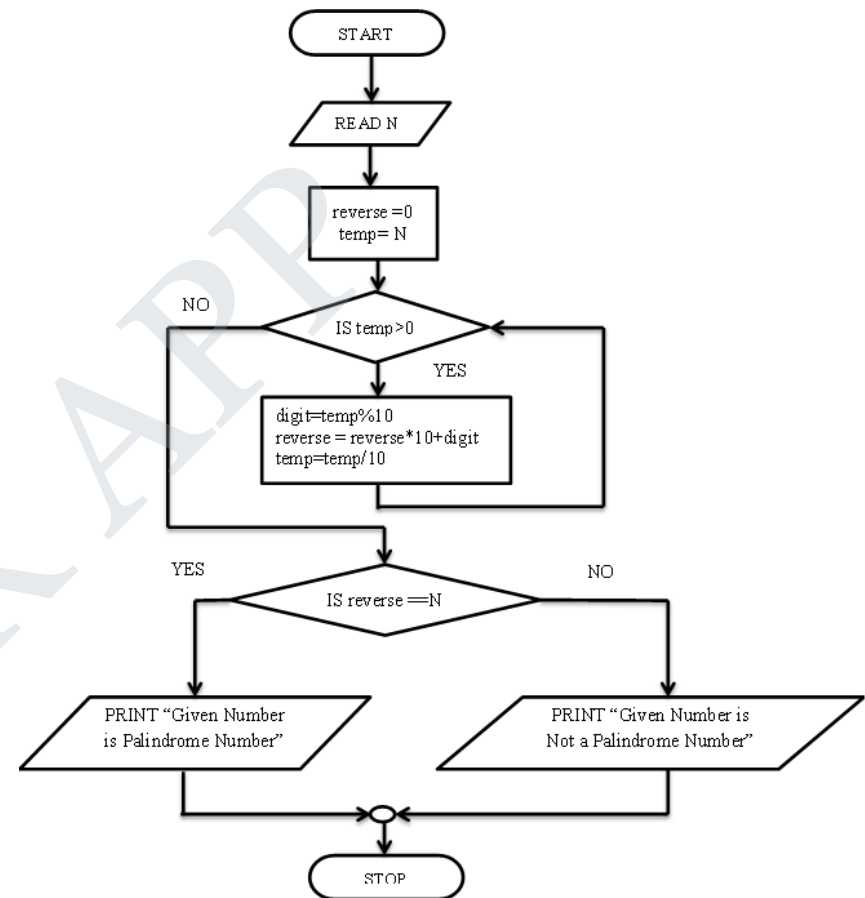 START
READ N
reverse =0
temp= N
NO
IS temp>0
YES
digit=temp%10
reverse = reverse*10+digit
temp=temp/10
YES
NO
IS reverse ==N
PRINT “Given Number
is Palindrome Number”
PRINT “Given Number is
Not a Palindrome Number”
STOP
APP